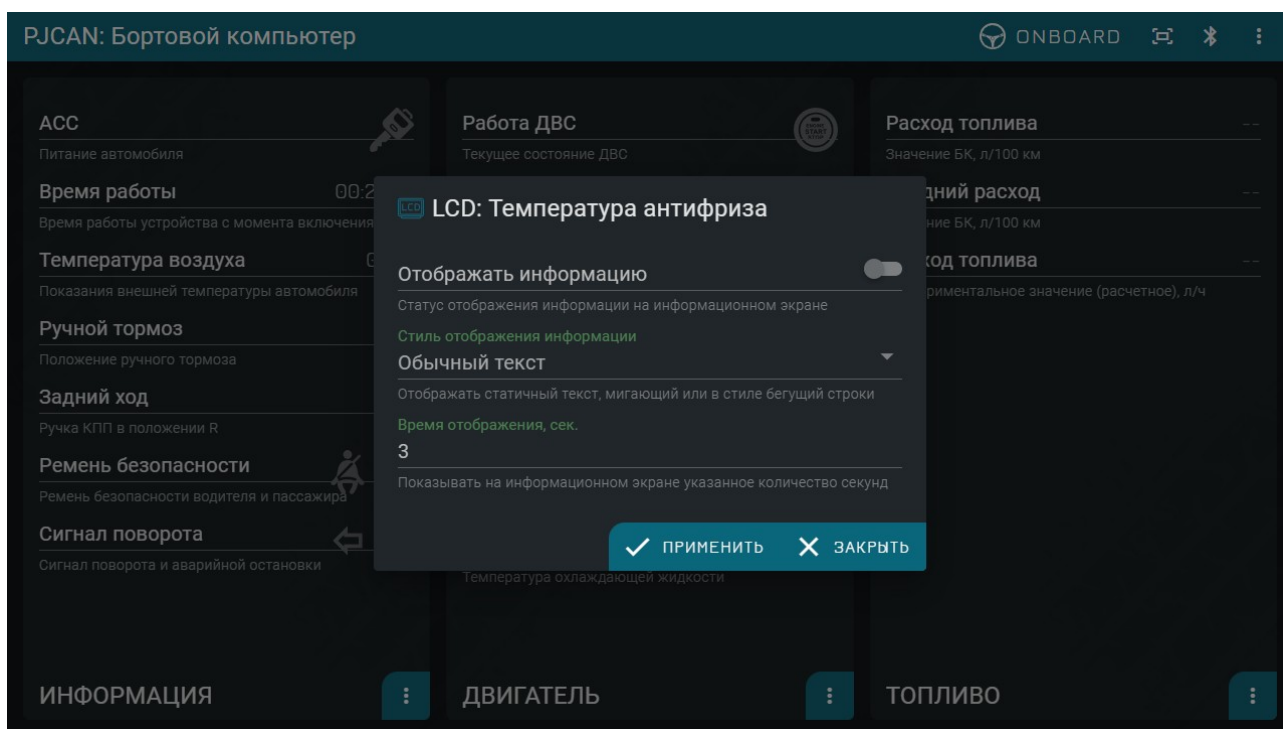 PJCAN: Бортовой компьютер
ONBOARD
ACC
Питание автомобиля
Время работы
00:2
Время работы устройства с момента включения
Температура воздуха
Показания внешней температуры автомобиля
Ручной тормоз
Положение ручного тормоза
Задний ход
Ручка КПП в положении R
Ремень безопасности
Ремень безопасности водителя и пассажира
Сигнал поворота
Сигнал поворота и аварийной остановки
ИНФОРМАЦИЯ
Работа ДВС
START
Текущее состояние ДВС
LCD
LCD: Температура антифриза
Отображать информацию
Статус отображения информации на информационном экране
Стиль отображения информации
Обычный текст
Отображать статичный текст, мигающий или в стиле бегущий строки
Время отображения, сек.
3
Показывать на информационном экране указанное количество секунд
ПРИМЕНИТЬ
ЗАКРЫТЬ
Температура охлаждающей жидкости
ДВИГАТЕЛЬ
Расход топлива
--
Значение БК, л/100 км
дний расход
--
ние БК, л/100 км
ход топлива
--
риментальное значение (расчетное), л/ч
ТОПЛИВО